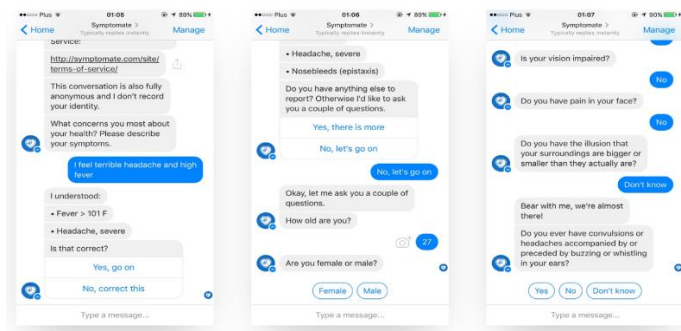 Plus 01:05 89%
Home
Symptomate >
Typically replies instantly
Manage
Service:
http://symptomate.com/site/
terms-of-service/
This conversation is also fully
anonymous and I don't record
your identity.
What concerns you most about
your health? Please describe
your symptoms.
I feel terrible headache and high
fever
I understood:
• Fever > 101 F
• Headache, severe
Is that correct?
Yes, go on
No, correct this
Type a message...
Plus 01:06 89%
Home
Symptomate >
Typically replies instantly
Manage
• Headache, severe
• Nosebleeds (epistaxis)
Do you have anything else to
report? Otherwise I'd like to ask
you a couple of questions.
Yes, there is more
No, let's go on
No, let's go on
Okay, let me ask you a couple of
questions.
How old are you?
27
Are you female or male?
Female Male
Type a message...
Plus 01:07 90%
Home
Symptomate >
Typically replies instantly
Manage
Is your vision impaired?
No
Do you have pain in your face?
No
Do you have the illusion that
your surroundings are bigger or
smaller than they actually are?
Don't know
Bear with me, we're almost
there!
Do you ever have convulsions or
headaches accompanied by or
preceded by buzzing or whistling
in your ears?
Yes No Don't know
Type a message...